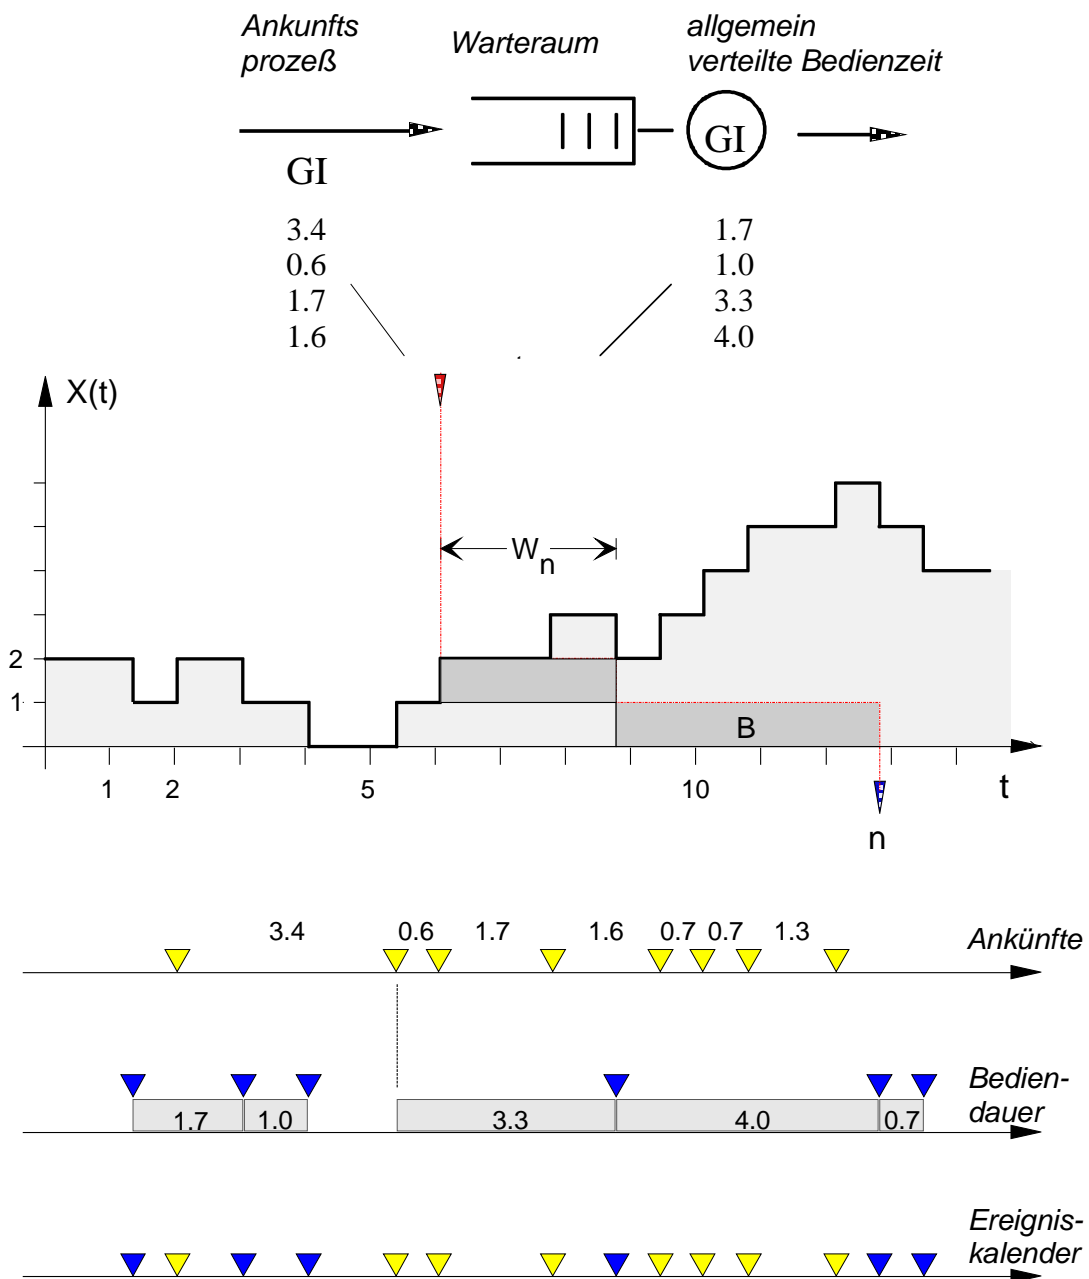 Ankunfts
prozeß
Warteraum
allgemein
verteilte Bedienzeit
GI
GI
3.4
0.6
1.7
1.6
1.7
1.0
3.3
4.0
X(t)
W n
2
1
B
1 2 5 10 t
n
3.4 0.6 1.7 1.6 0.7 0.7 1.3
Ankünfte
Bedien-
dauer
1.7 1.0 3.3 4.0 0.7
Ereignis-
kalender